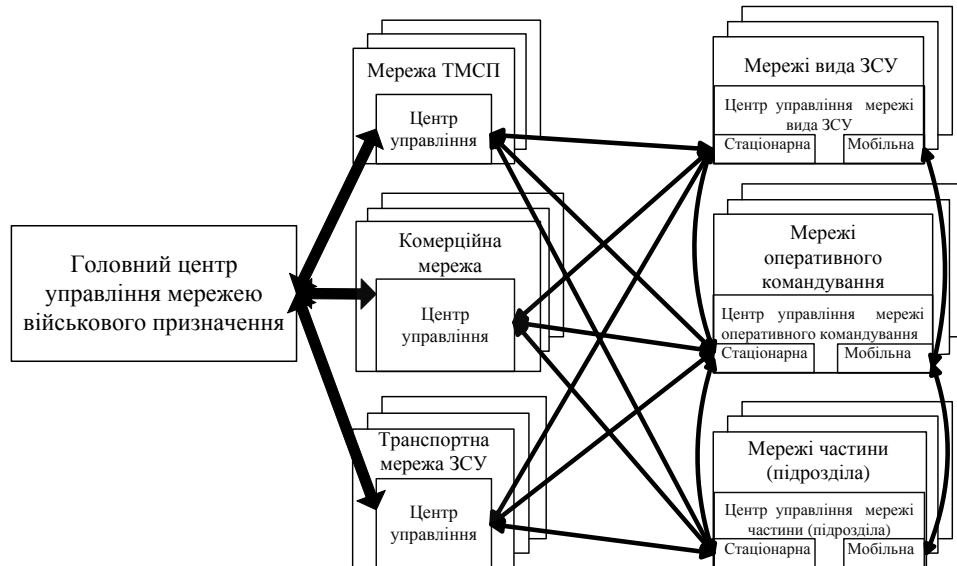 Головний центр
управління мережею
військового призначення
Мережа ТМСП
Центр
управління
Комерційна
мережа
Центр
управління
Транспортна
мережа ЗСУ
Центр
управління
Мережі вида ЗСУ
Центр управління мережі
вида ЗСУ
Стаціонарна
Мобільна
Мережі
оперативного
командування
Центр управління мережі
оперативного командування
Стаціонарна
Мобільна
Мережі частини
(підрозділа)
Центр управління мережі
частини (підрозділа)
Стаціонарна
Мобільна